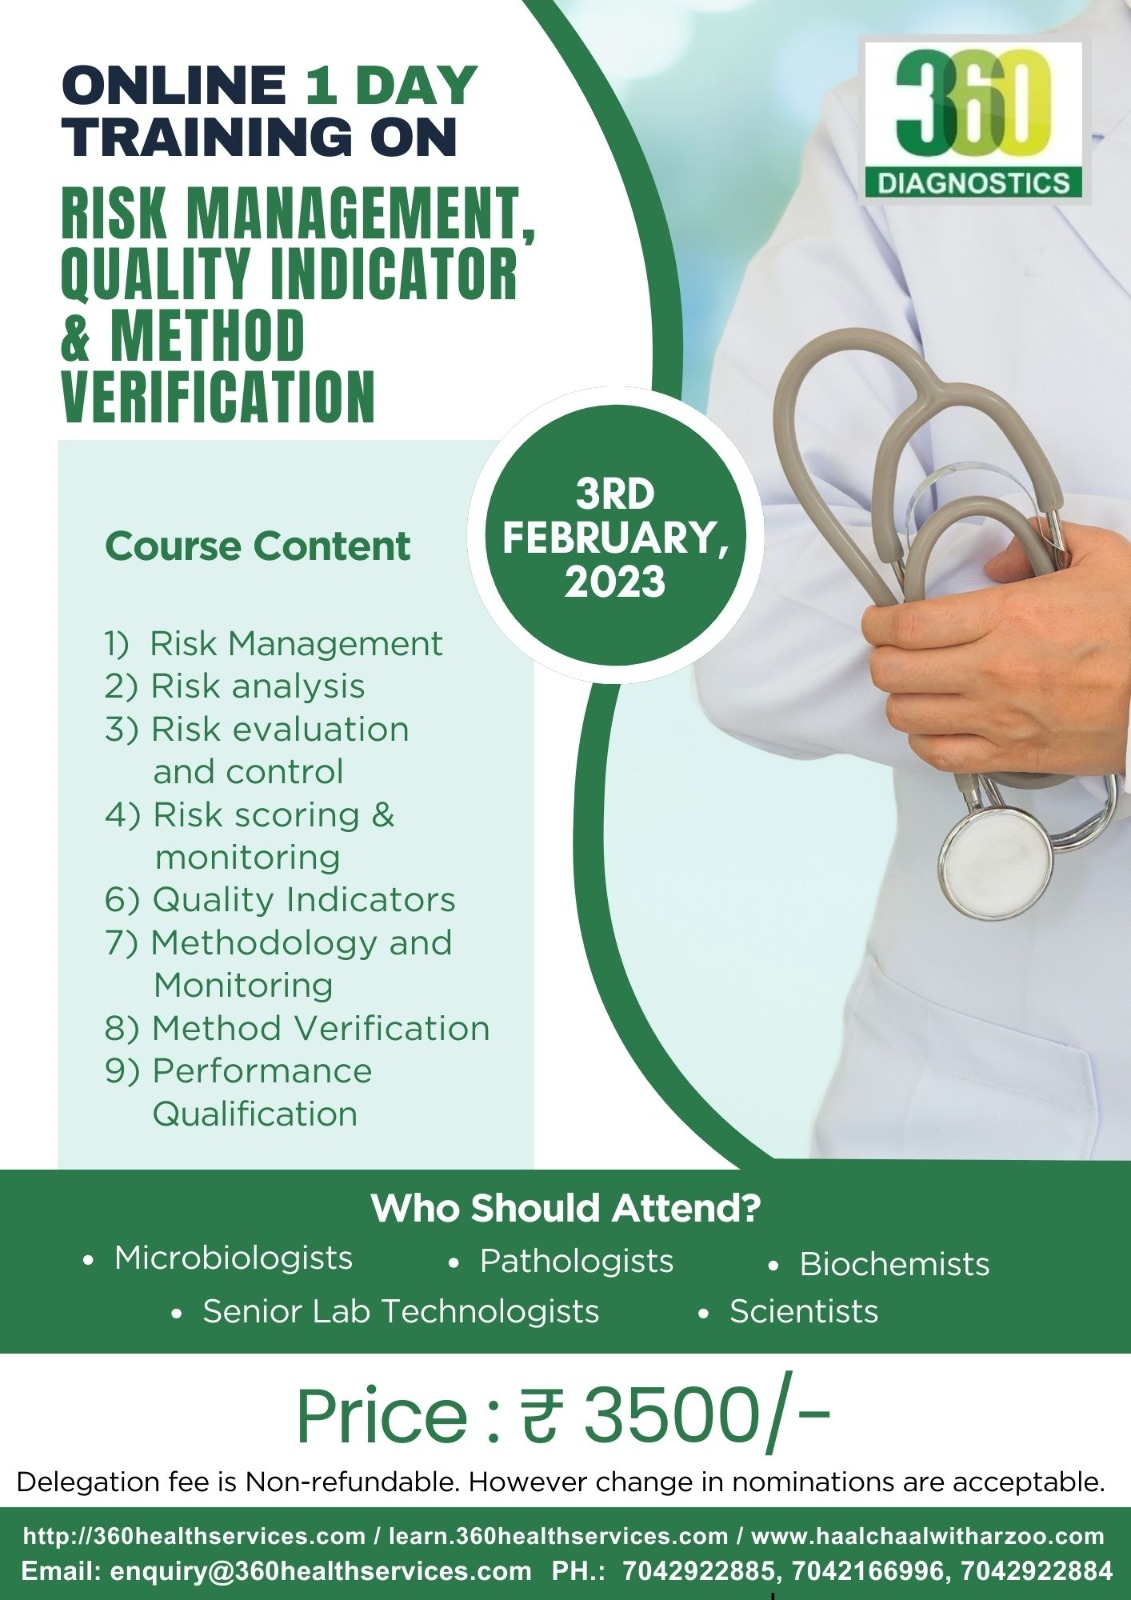 ONLINE 1 DAY
TRAINING ON
RISK MANAGEMENT,
QUALITY INDICATOR
& METHOD
VERIFICATION
360
DIAGNOSTICS
3RD
FEBRUARY,
2023
Course Content
1) Risk Management
2) Risk analysis
3) Risk evaluation
and control
4) Risk scoring &
monitoring
6) Quality Indicators
7) Methodology and
Monitoring
8) Method Verification
9) Performance
Qualification
Who Should Attend?
• Microbiologists • Pathologists • Biochemists
• Senior Lab Technologists • Scientists
Price : ₹ 3500/-
Delegation fee is Non-refundable. However change in nominations are acceptable.
http://360healthservices.com / learn.360healthservices.com / www.haalchaalwitharzoo.com
Email: enquiry@360healthservices.com PH.: 7042922885, 7042166996, 7042922884